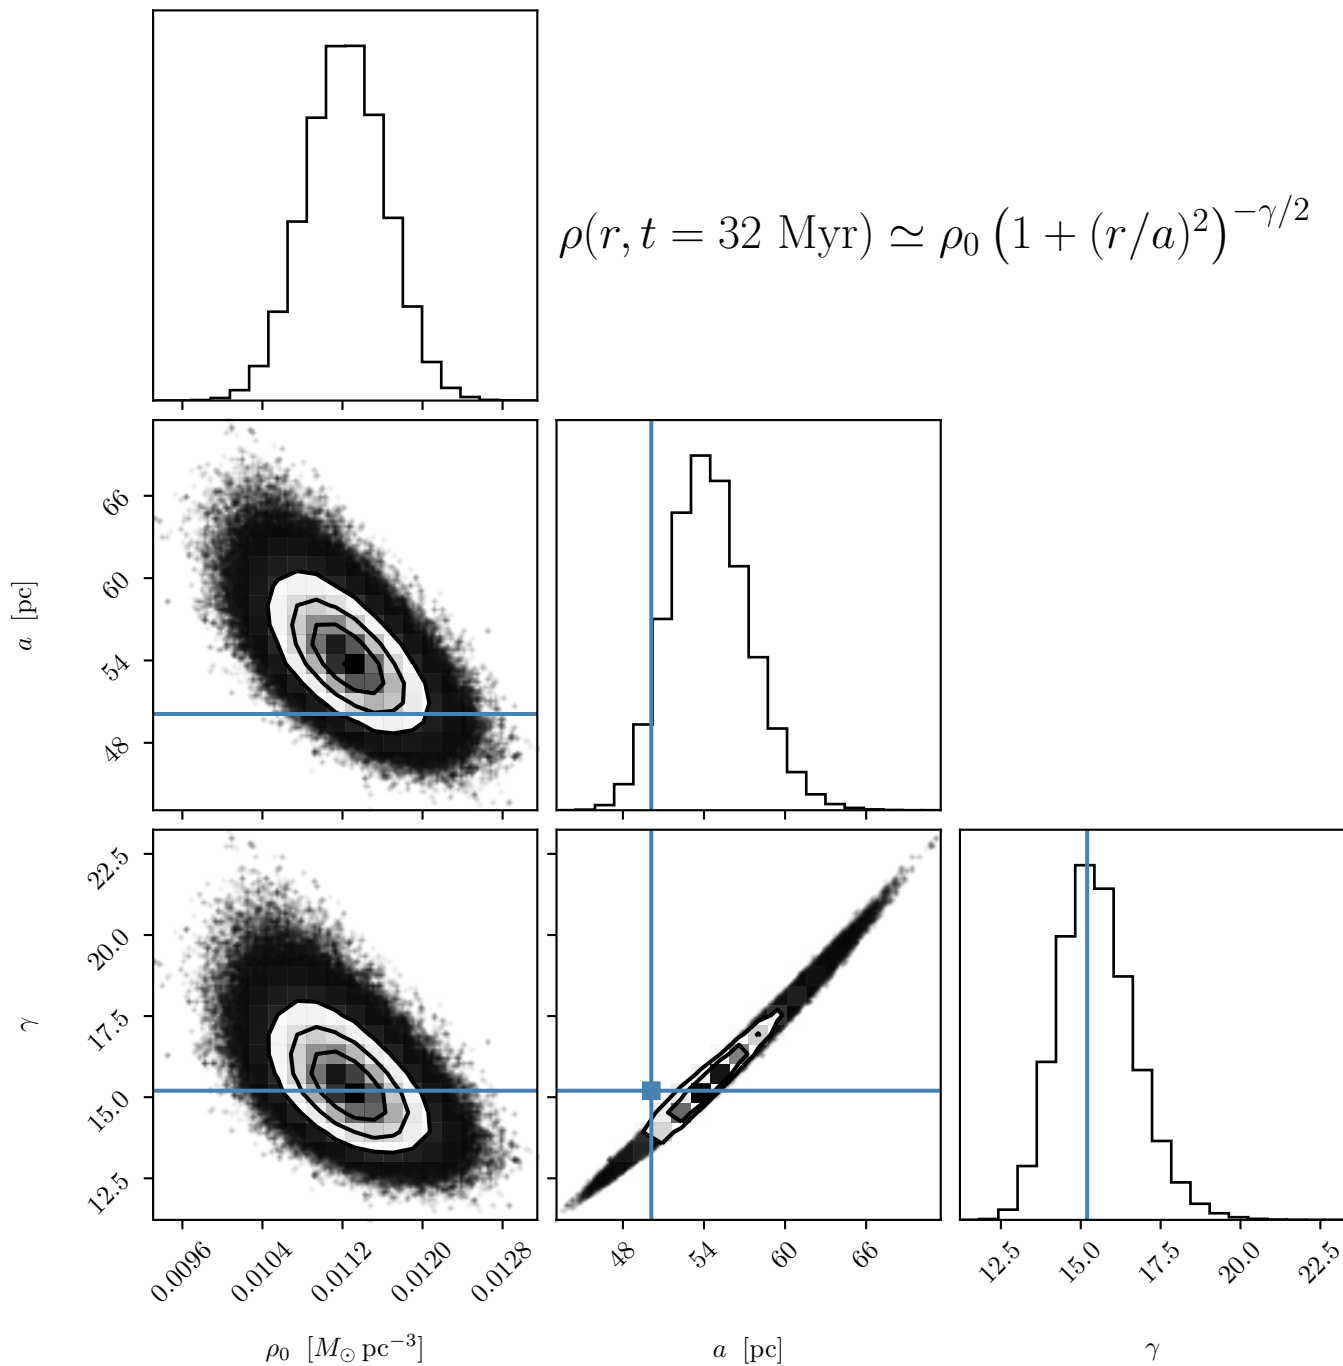 ρ(r, t = 32 Myr) ≃ ρ₀ (1 + (r/a)²)^{−γ/2}
66
60
54
48
a [pc]
22.5
20.0
17.5
15.0
12.5
γ
0.0096 0.0104 0.0112 0.0120 0.0128
48 54 60 66
12.5 15.0 17.5 20.0 22.5
ρ₀ [M⊙ pc⁻³]
a [pc]
γ